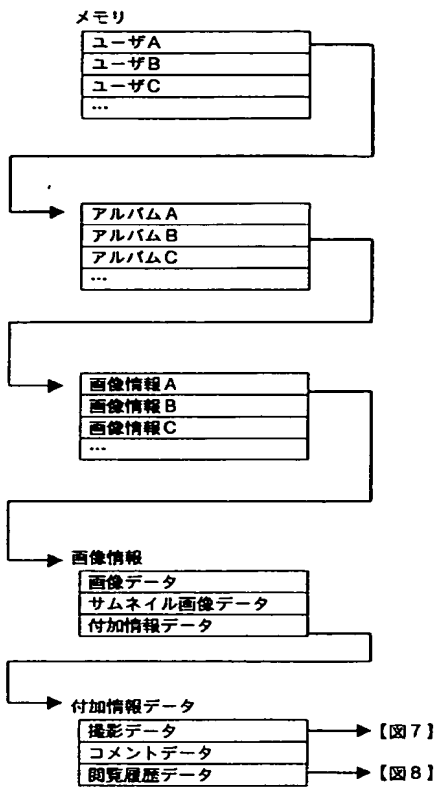 メモリ
ユーザA
ユーザB
ユーザC
…
アルバムA
アルバムB
アルバムC
…
画像情報A
画像情報B
画像情報C
…
画像情報
画像データ
サムネイル画像データ
付加情報データ
付加情報データ
撮影データ
【図7】
コメントデータ
閲覧履歴データ
【図8】